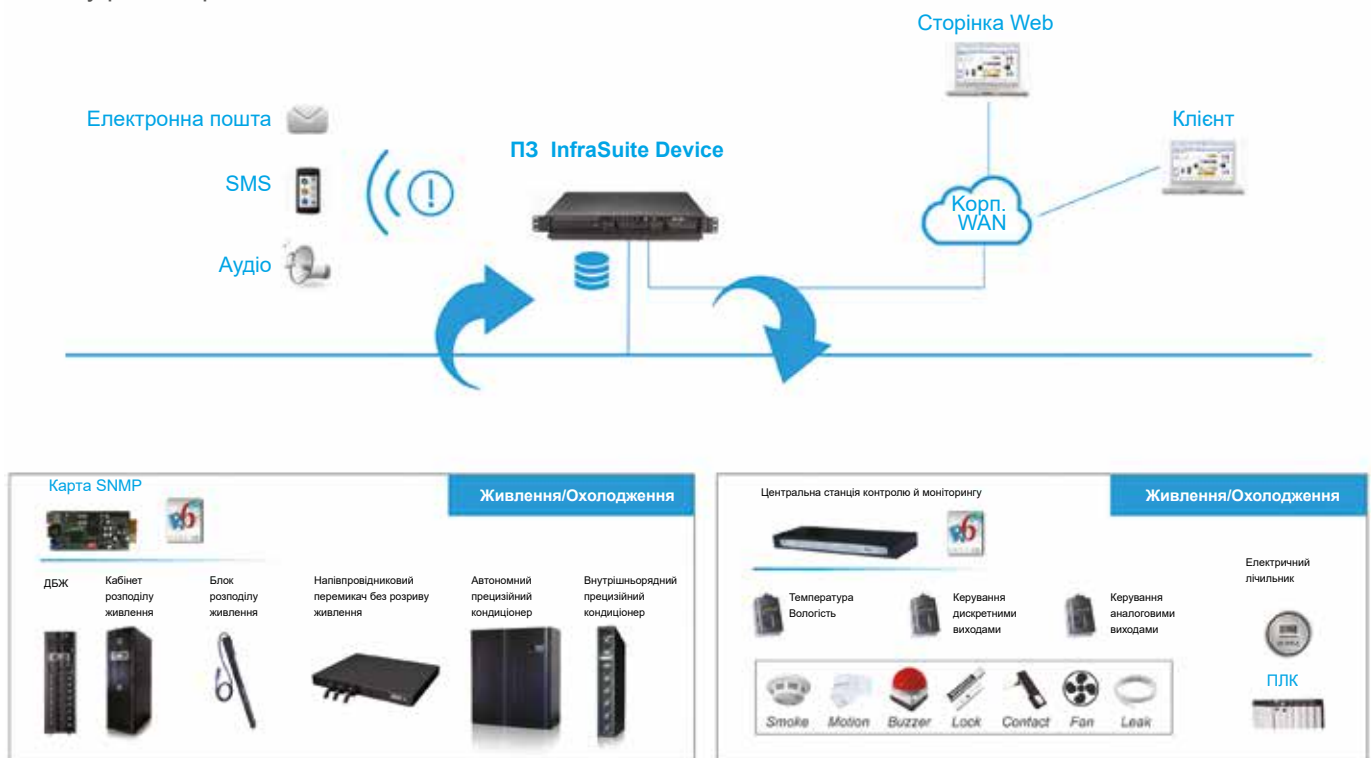 Сторінка Web
Електронна пошта
Клієнт
ПЗ InfraSuite Device
SMS
Корп.
WAN
Аудіо
Карта SNMP
Живлення/Охолодження
ДБЖ
Кабінет
розподілу
живлення
Блок
розподілу
живлення
Напівпровідниковий
перемикач без розриву
живлення
Автономний
прецизійний
кондиціонер
Внутрішньорядний
прецизійний
кондиціонер
Центральна станція контролю й моніторингу
Живлення/Охолодження
Температура
Вологість
Керування
дискретними
виходами
Керування
аналоговими
виходами
Електричний
лічильник
ПЛК
Smoke
Motion
Buzzer
Lock
Contact
Fan
Leak